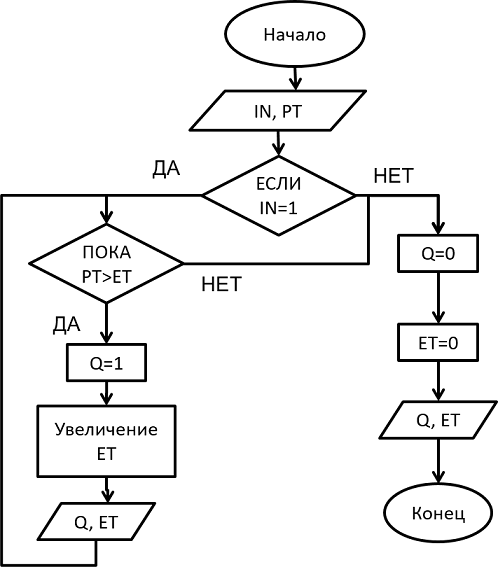 Начало
IN, PT
ДА
ЕСЛИ
IN=1
НЕТ
ПОКА
PT>ET
НЕТ
Q=0
ДА
Q=1
ET=0
Увеличение
ET
Q, ET
Q, ET
Конец